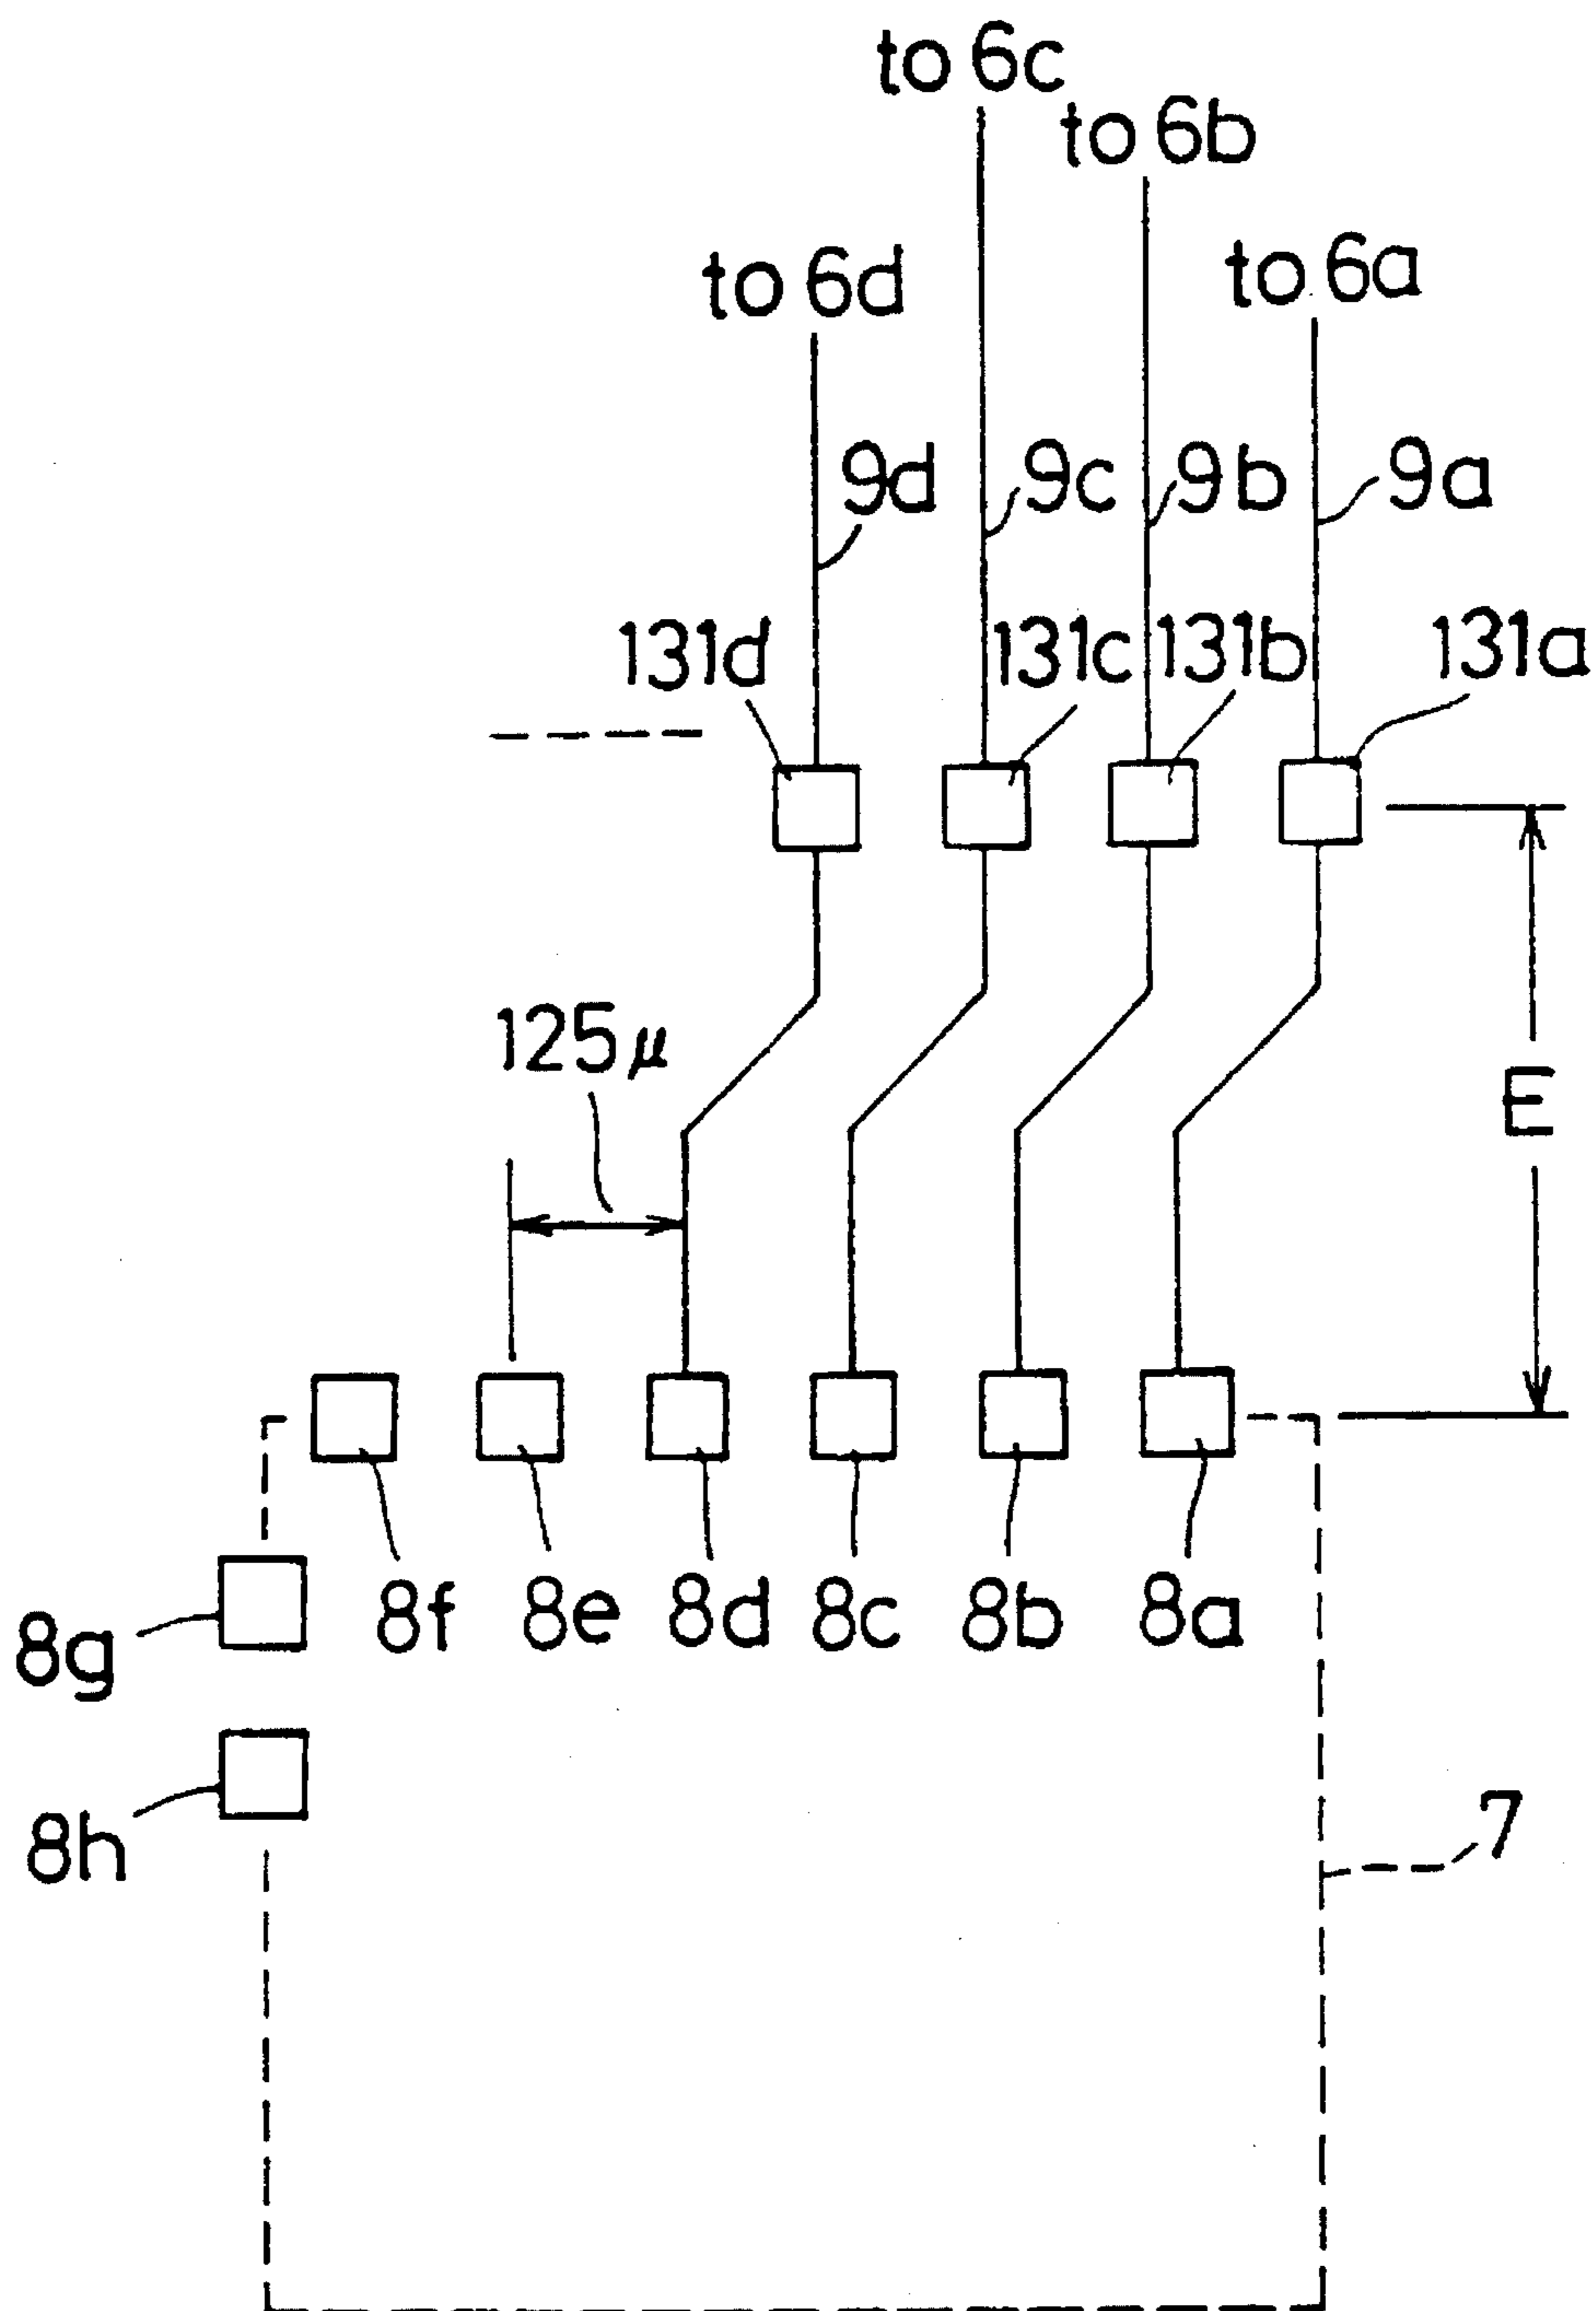 to 6c
to 6b
to 6d
to 6a
9d
9c
9b
9a
131d
131c
131b
131a
125μ
E
8f
8e
8d
8c
8b
8a
8g
8h
7